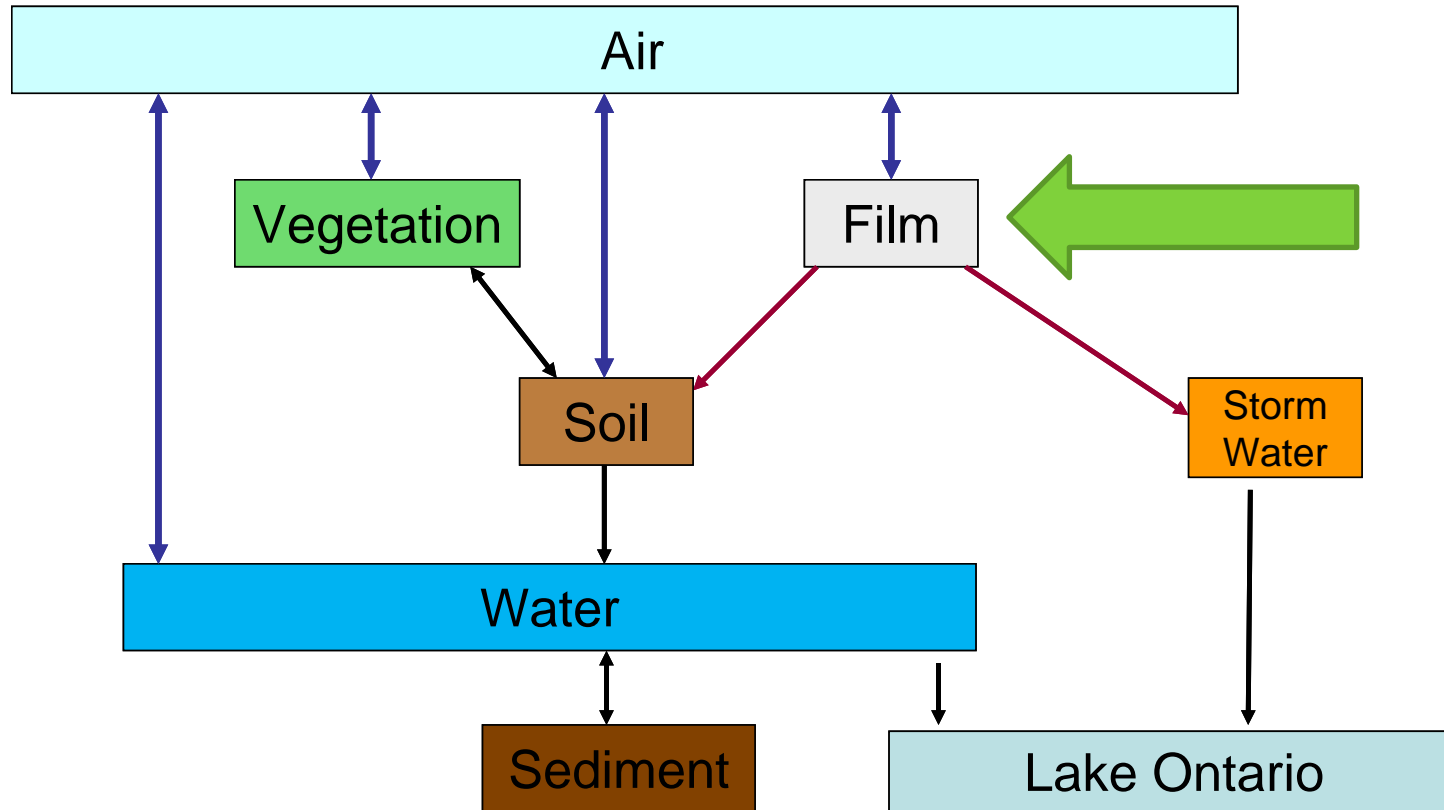 Air
Vegetation
Film
Soil
Storm
Water
Water
Sediment
Lake Ontario